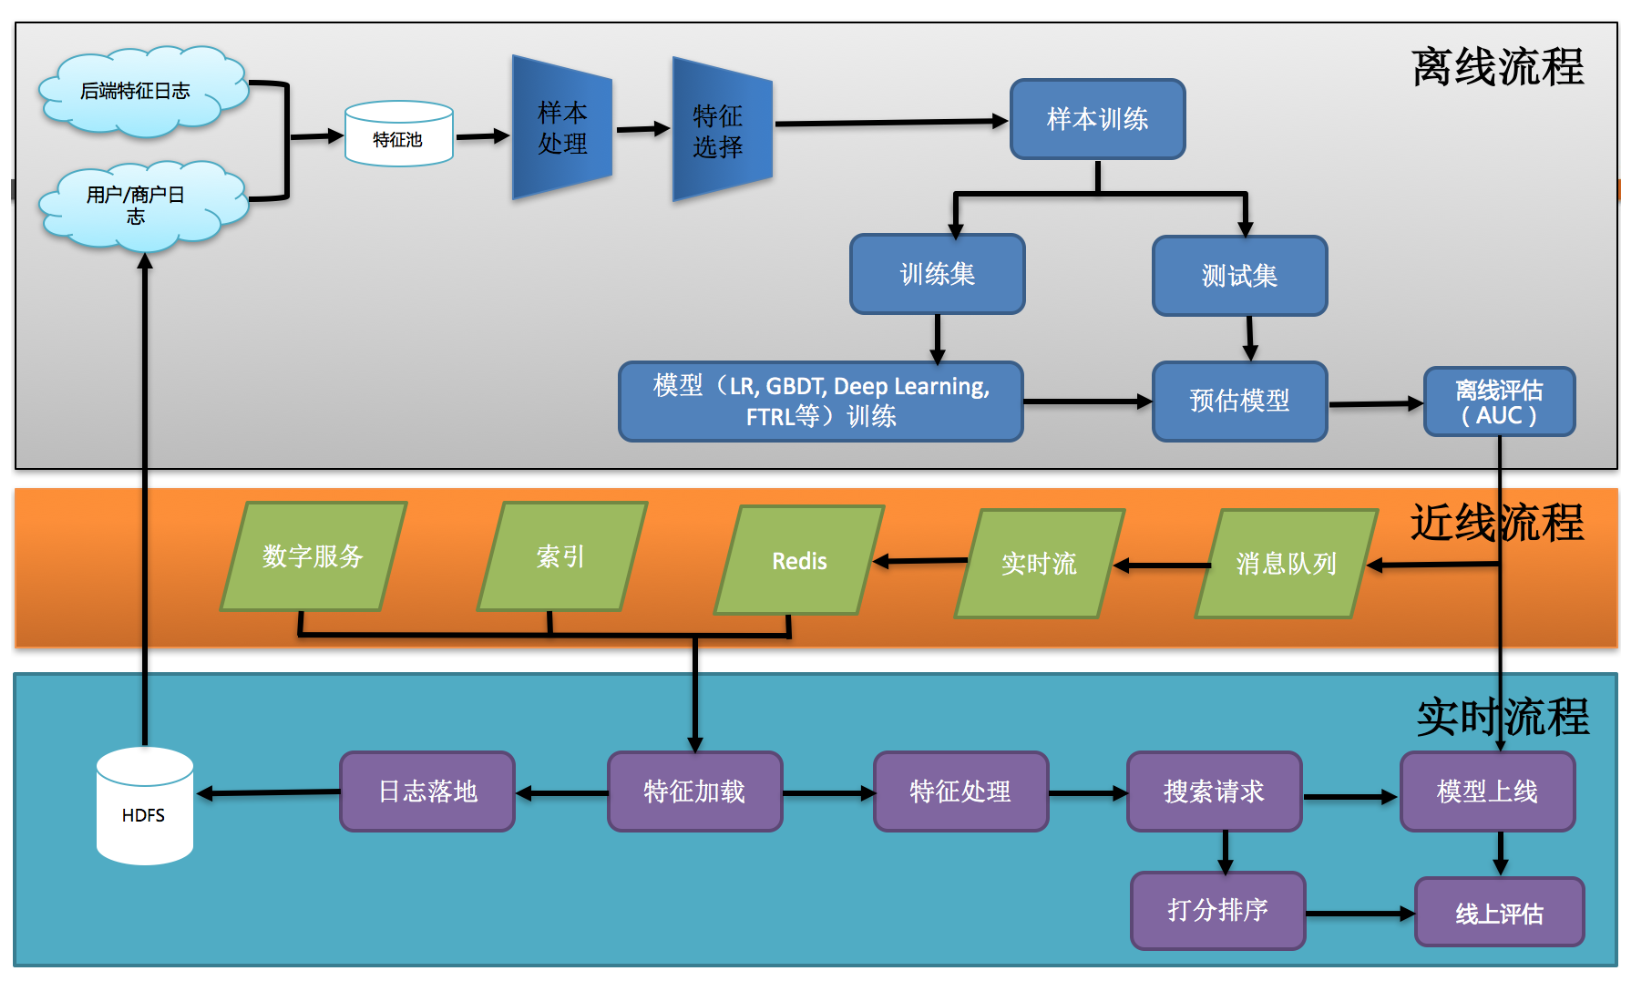 离线流程
后端特征日志
用户/商户日
志
特征池
样本
处理
特征
选择
样本训练
训练集
测试集
模型（LR, GBDT, Deep Learning,
FTRL等）训练
预估模型
离线评估
（AUC）
近线流程
数字服务
索引
Redis
实时流
消息队列
实时流程
HDFS
日志落地
特征加载
特征处理
搜索请求
模型上线
打分排序
线上评估